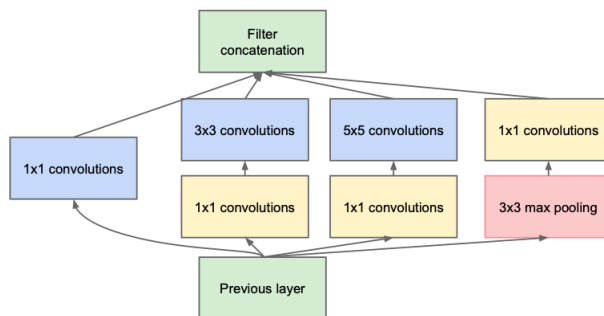 Filter
concatenation
3x3 convolutions
5x5 convolutions
1x1 convolutions
1x1 convolutions
1x1 convolutions
1x1 convolutions
3x3 max pooling
Previous layer